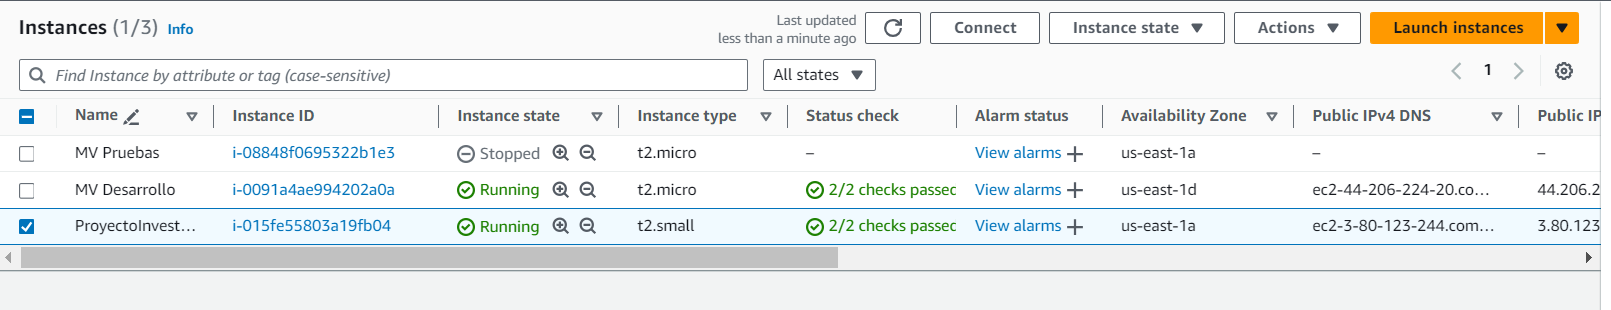 Instances (1/3) Info
Last updated
less than a minute ago
Connect
Instance state
Actions
Launch instances
Find Instance by attribute or tag (case-sensitive)
All states
1
Name Instance ID Instance state Instance type Status check Alarm status Availability Zone Public IPv4 DNS Public IP
MV Pruebas i-08848f0695322b1e3 Stopped t2.micro – View alarms + us-east-1a – –
MV Desarrollo i-0091a4ae994202a0a Running t2.micro 2/2 checks passed View alarms + us-east-1d ec2-44-206-224-20.co... 44.206.2
ProyectoInvest... i-015fe55803a19fb04 Running t2.small 2/2 checks passed View alarms + us-east-1a ec2-3-80-123-244.com... 3.80.123